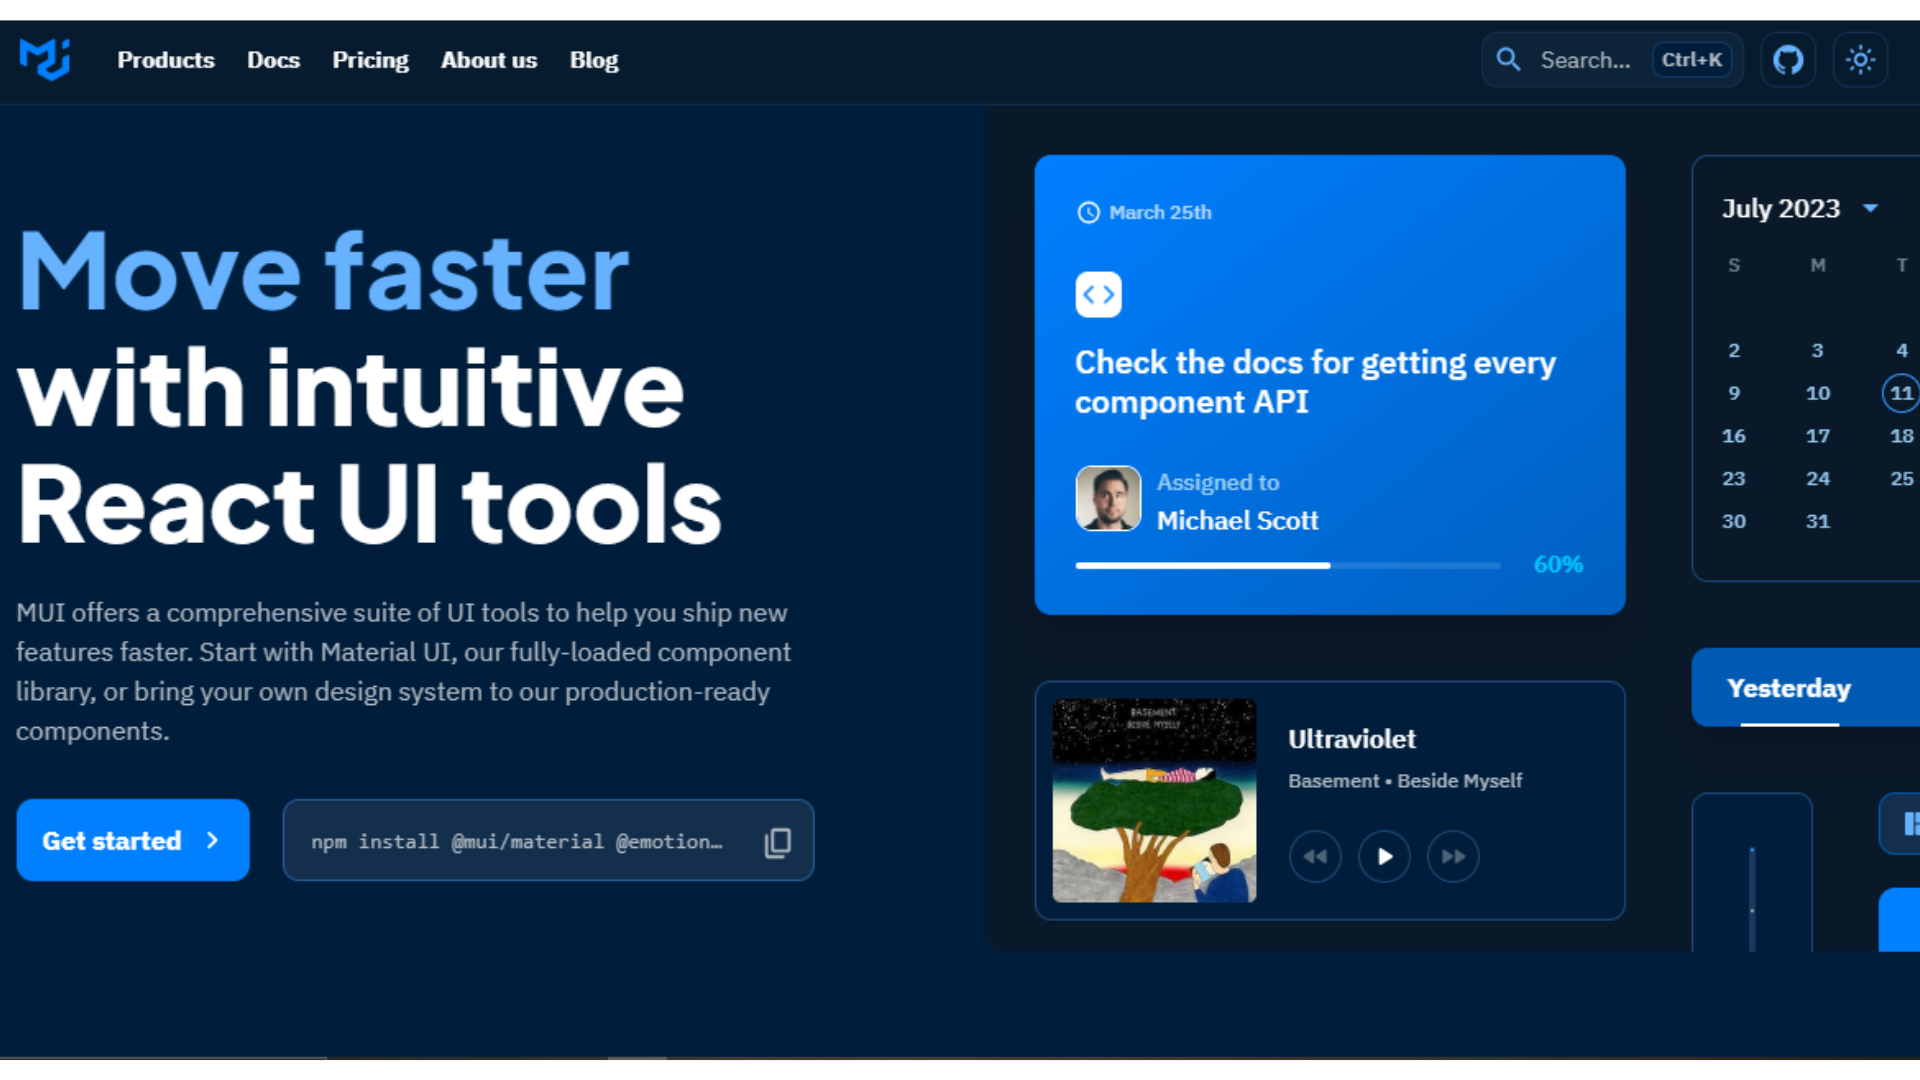 Products Docs Pricing About us Blog Search... Ctrl+K
Move faster
with intuitive
React UI tools
MUI offers a comprehensive suite of UI tools to help you ship new
features faster. Start with Material UI, our fully-loaded component
library, or bring your own design system to our production-ready
components.
Get started
npm install @mui/material @emotion…
March 25th
Check the docs for getting every
component API
Assigned to
Michael Scott
60%
BASEMENT
BESIDE MYSELF
Ultraviolet
Basement • Beside Myself
July 2023
S M T
2 3 4
9 10 11
16 17 18
23 24 25
30 31
Yesterday